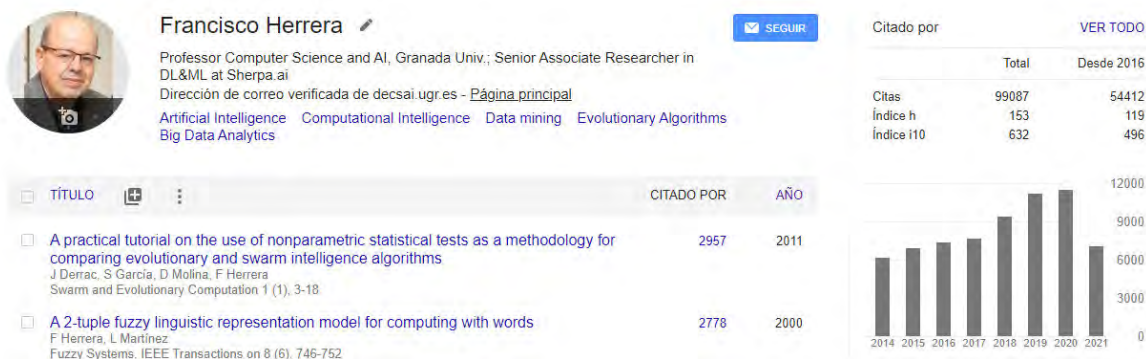 Francisco Herrera
SEGUIR
Professor Computer Science and AI, Granada Univ.; Senior Associate Researcher in
DL&ML at Sherpa.ai
Dirección de correo verificada de decsai.ugr.es - Página principal
Artificial Intelligence Computational Intelligence Data mining Evolutionary Algorithms
Big Data Analytics
TÍTULO CITADO POR AÑO
A practical tutorial on the use of nonparametric statistical tests as a methodology for 2957 2011
comparing evolutionary and swarm intelligence algorithms
J Derrac, S García, D Molina, F Herrera
Swarm and Evolutionary Computation 1 (1), 3-18
A 2-tuple fuzzy linguistic representation model for computing with words 2778 2000
F Herrera, L Martínez
Fuzzy Systems, IEEE Transactions on 8 (6), 746-752
Citado por VER TODO
Total Desde 2016
Citas 99087 54412
Índice h 153 119
Índice i10 632 496
12000
9000
6000
3000
0
2014 2015 2016 2017 2018 2019 2020 2021